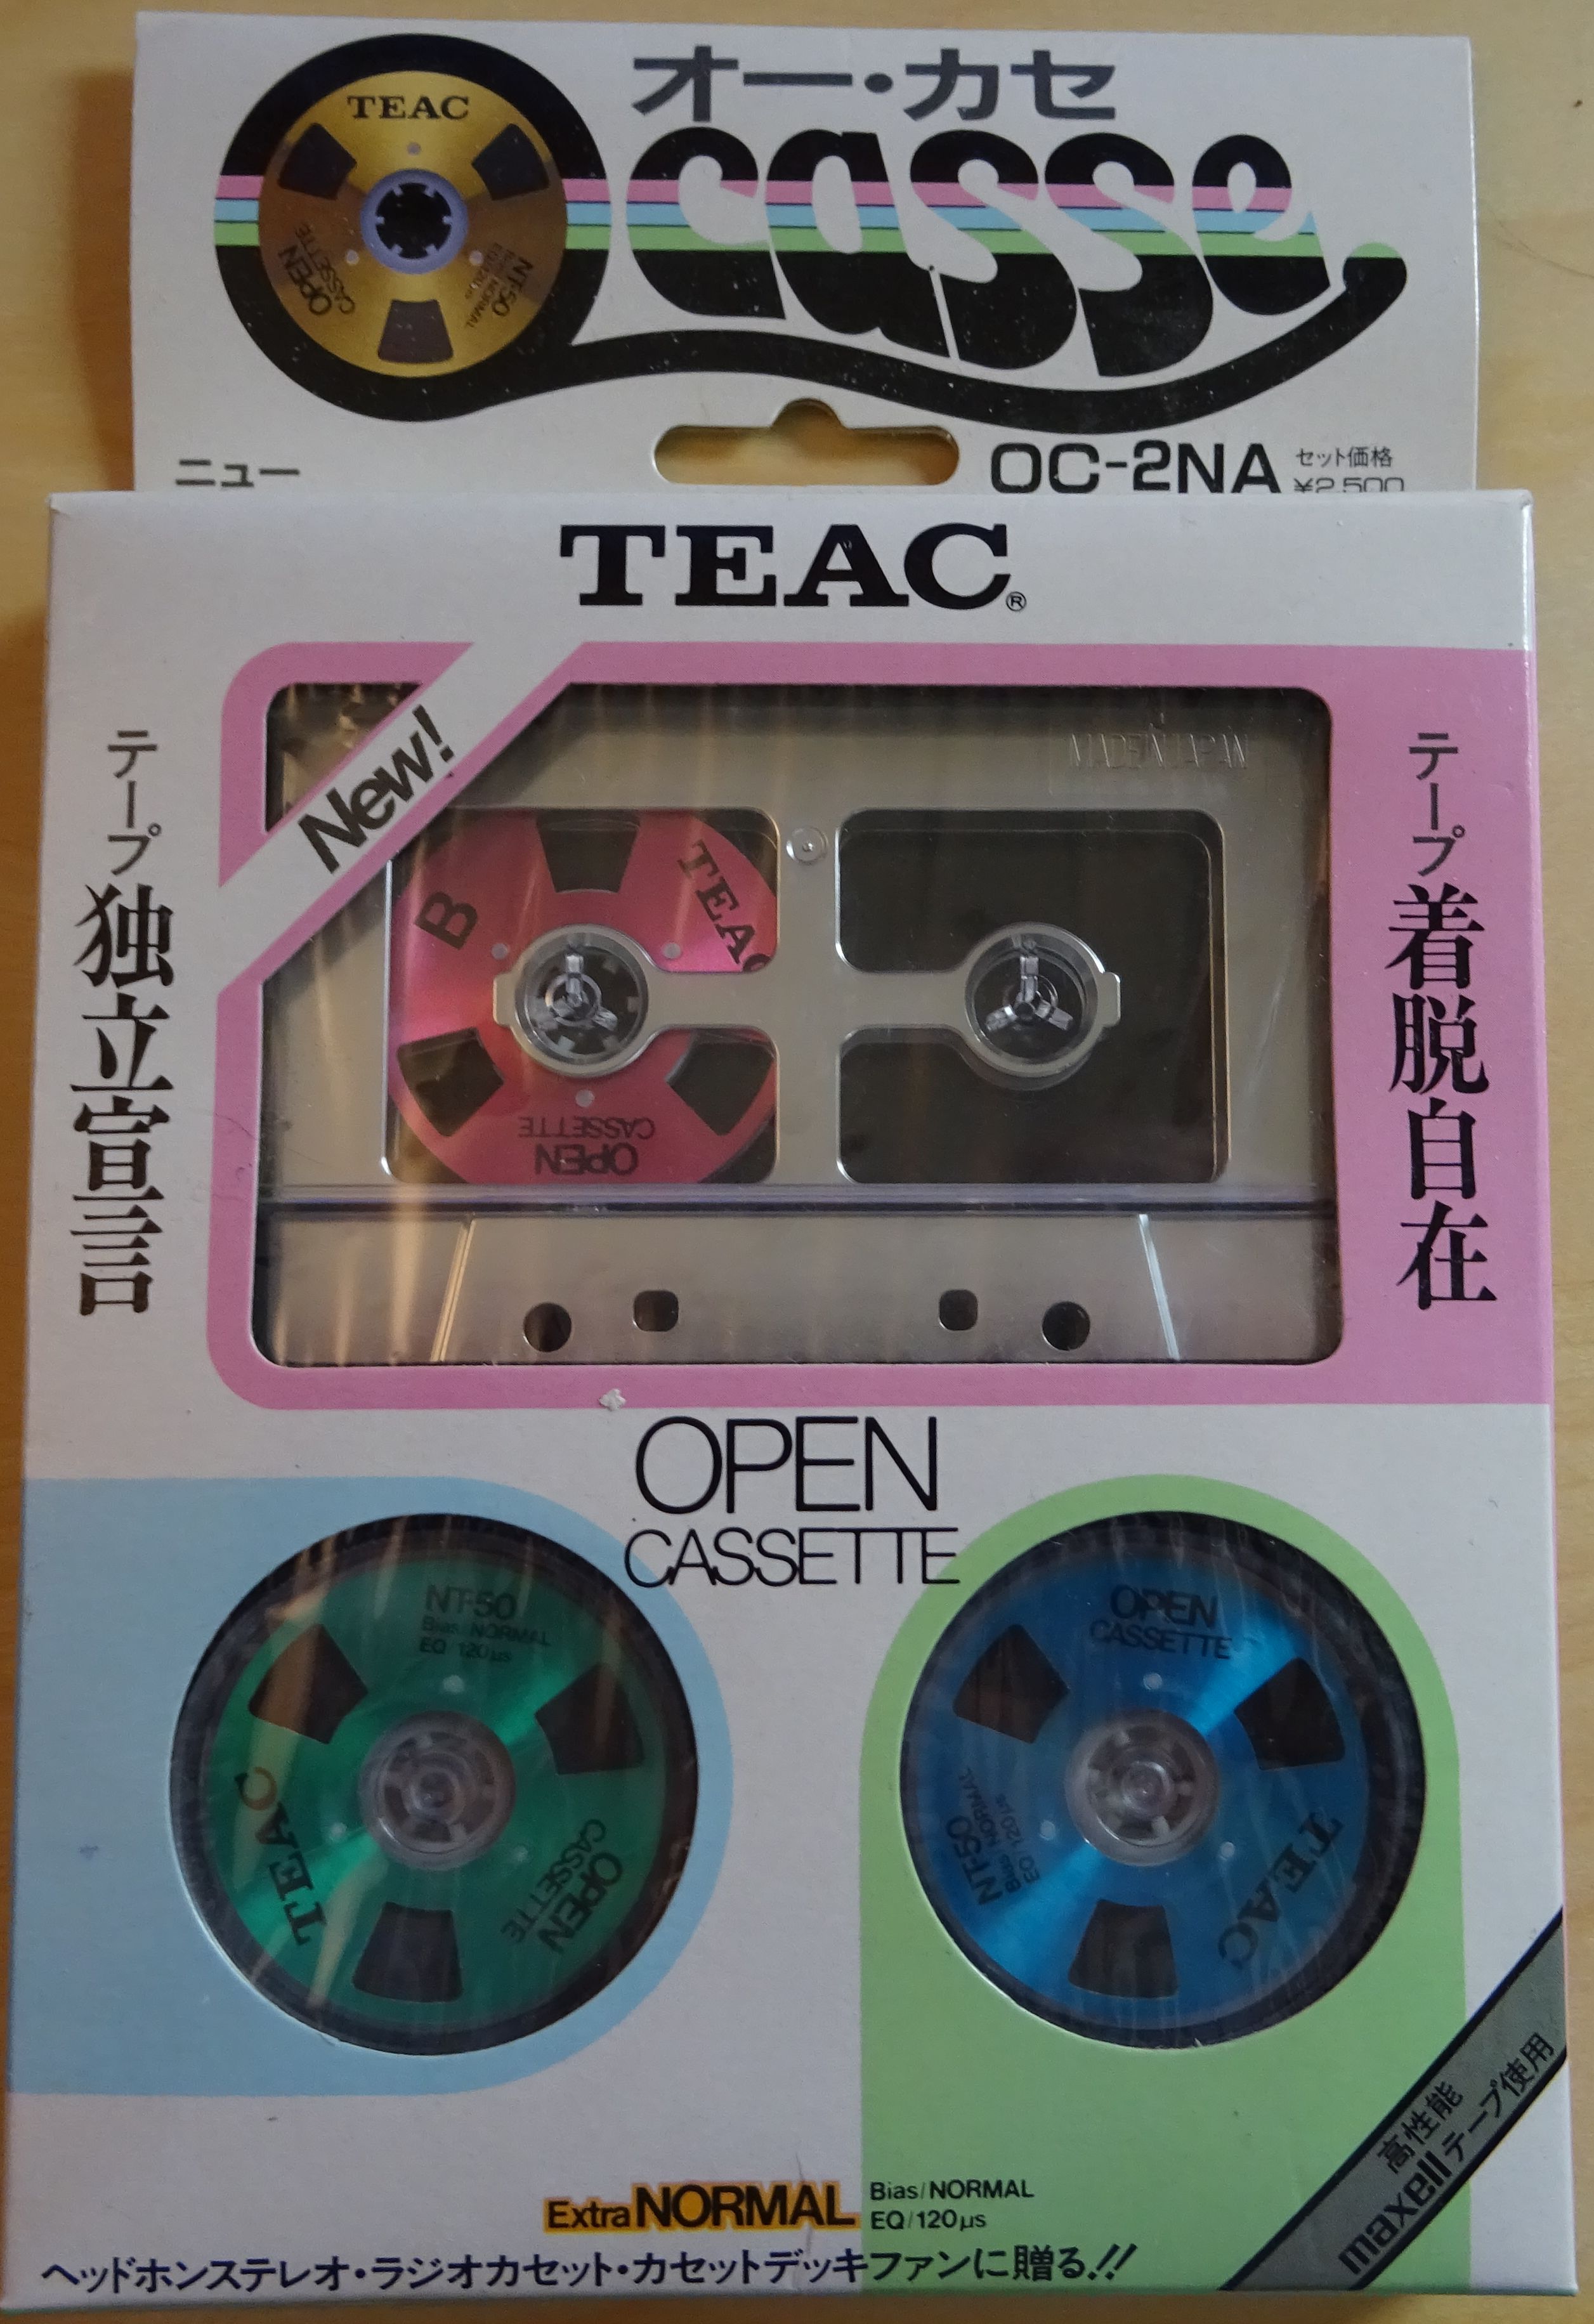 オー・カセ
TEAC
Ocasse
OPEN
CASSETTE
NT-50
ニュー
OC-2NA
セット価格
¥2,500
TEAC®
New!
MADE IN JAPAN
テープ独立宣言
テープ着脱自在
B
TEAC
OPEN
CASSETTE
OPEN
CASSETTE
NT-50
Bias/NORMAL
EQ/120μs
TEAC
OPEN
CASSETTE
OPEN
CASSETTE
NT-50
Bias/NORMAL
EQ/120μs
TEAC
高性能
maxellテープ使用
Extra NORMAL
Bias/NORMAL
EQ/120μs
ヘッドホンステレオ・ラジオカセット・カセットデッキファンに贈る!!